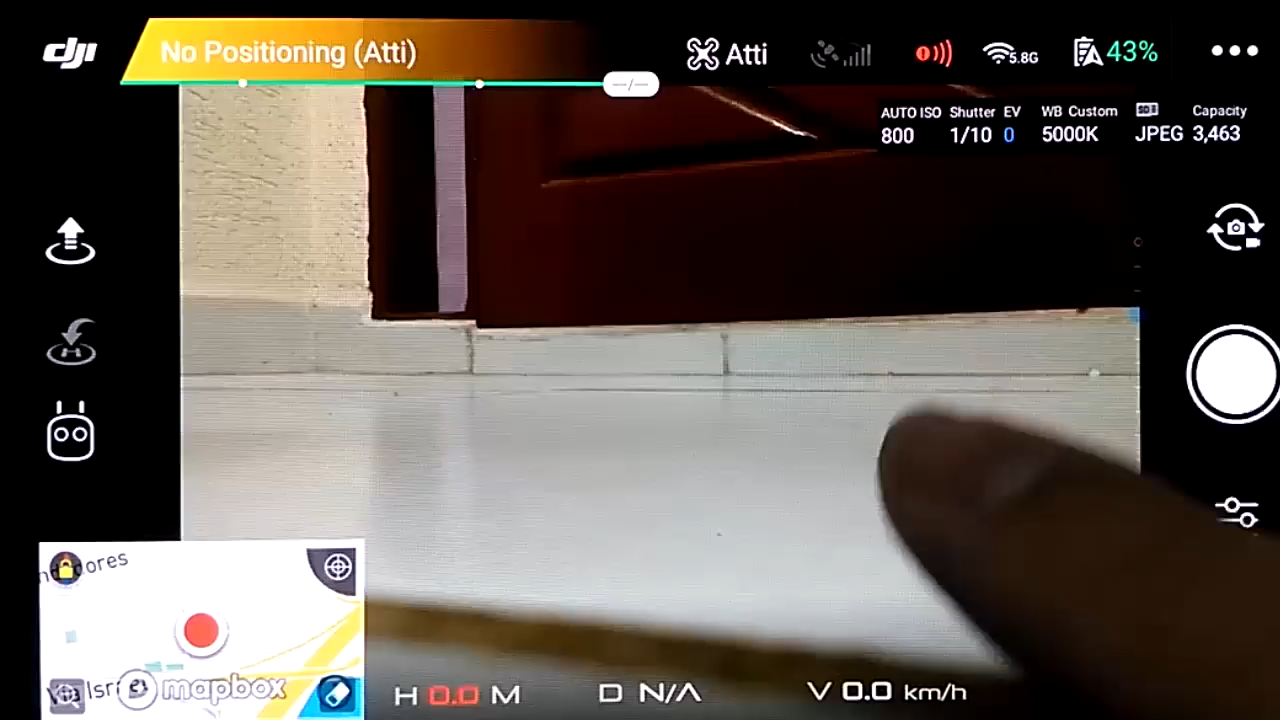 dji
No Positioning (Atti)
Atti
5.8G
43%
--/--
AUTO ISO Shutter EV WB Custom Capacity
800 1/10 0 5000K JPEG 3,463
dores
mapbox
H 0.0 M D N/A V 0.0 km/h